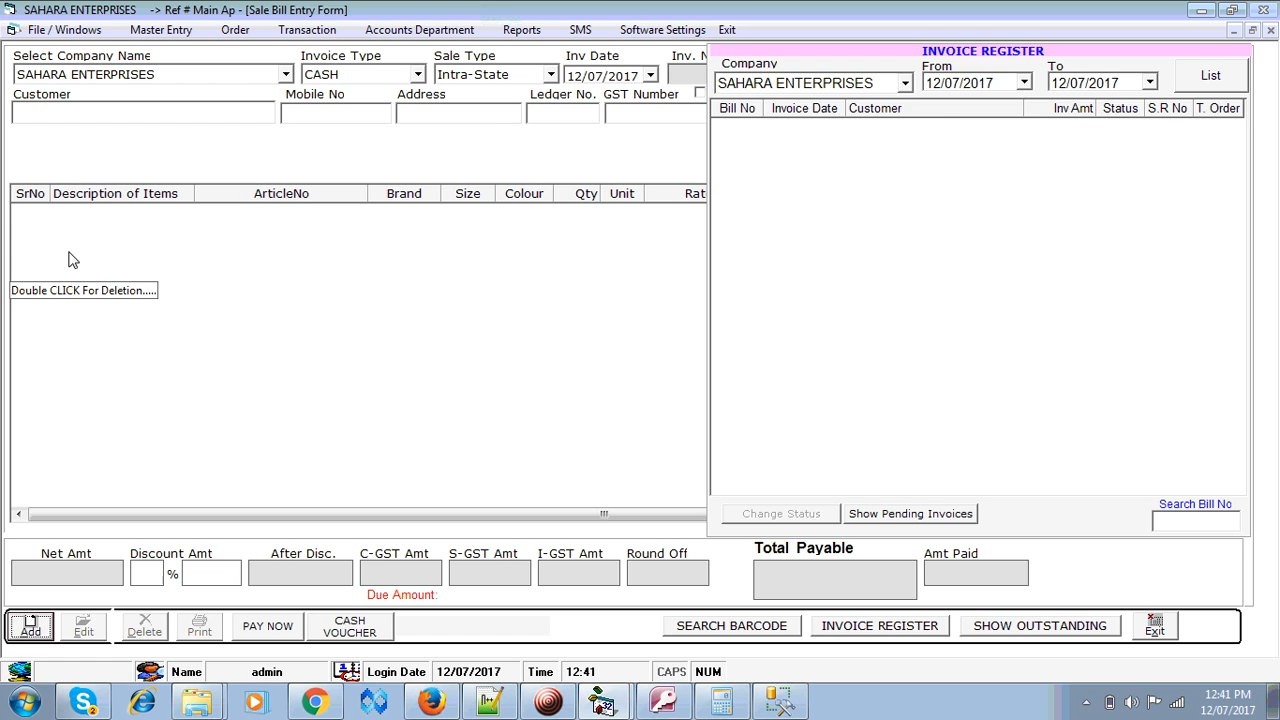 SAHARA ENTERPRISES -> Ref # Main Ap - [Sale Bill Entry Form]
File / Windows Master Entry Order Transaction Accounts Department Reports SMS Software Settings Exit
Select Company Name Invoice Type Sale Type Inv Date Inv. N
SAHARA ENTERPRISES CASH Intra-State 12/07/2017
Customer Mobile No Address Ledger No. GST Number
SrNo Description of Items ArticleNo Brand Size Colour Qty Unit Rat
Double CLICK For Deletion.....
INVOICE REGISTER
Company From To
SAHARA ENTERPRISES 12/07/2017 12/07/2017 List
Bill No Invoice Date Customer Inv Amt Status S.R No T. Order
Change Status Show Pending Invoices Search Bill No
Net Amt Discount Amt After Disc. C-GST Amt S-GST Amt I-GST Amt Round Off Total Payable Amt Paid
%
Due Amount:
Add Edit Delete Print PAY NOW CASH VOUCHER SEARCH BARCODE INVOICE REGISTER SHOW OUTSTANDING Exit
Name admin Login Date 12/07/2017 Time 12:41 CAPS NUM
2 32 12:41 PM
12/07/2017